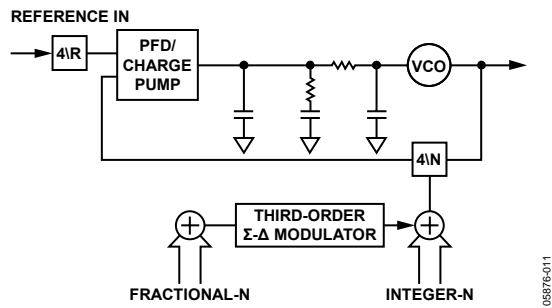 REFERENCE IN
4\R
PFD/
CHARGE
PUMP
VCO
4\N
THIRD-ORDER
Σ-Δ MODULATOR
FRACTIONAL-N
INTEGER-N
05876-011